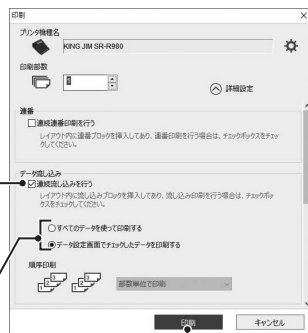 印刷
プリンタ機種名
KING JIM SR-R980
印刷部数
1
詳細設定
連番
連続連番印刷を行う
レイアウト内に連番ブロックを挿入してあり、連番印刷を行う場合は、チェックボックスをチェックしてください。
データ流し込み
連続流し込みを行う
レイアウト内に流し込みブロックを挿入してあり、流し込み印刷を行う場合は、チェックボックスをチェックしてください。
すべてのデータを使って印刷する
データ設定画面でチェックしたデータを印刷する
順序印刷
部数単位で印刷
印刷
キャンセル